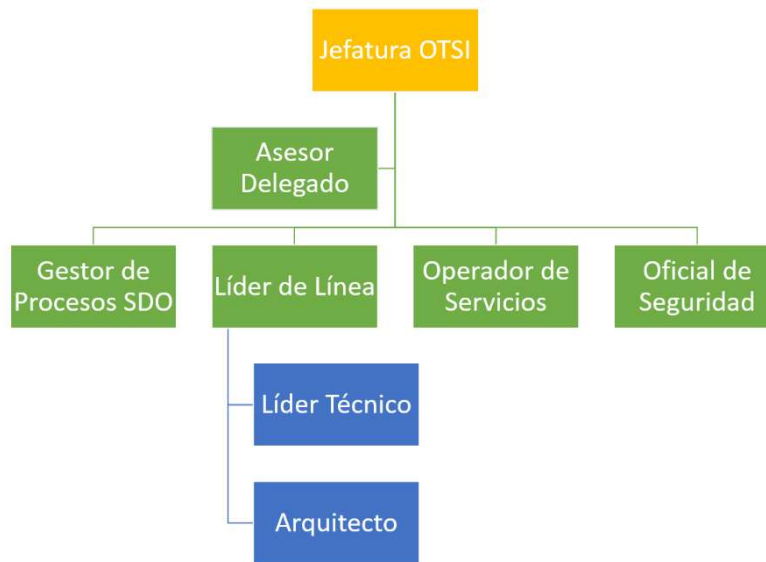 Jefatura OTSI
Asesor
Delegado
Gestor de
Procesos SDO
Líder de Línea
Operador de
Servicios
Oficial de
Seguridad
Líder Técnico
Arquitecto